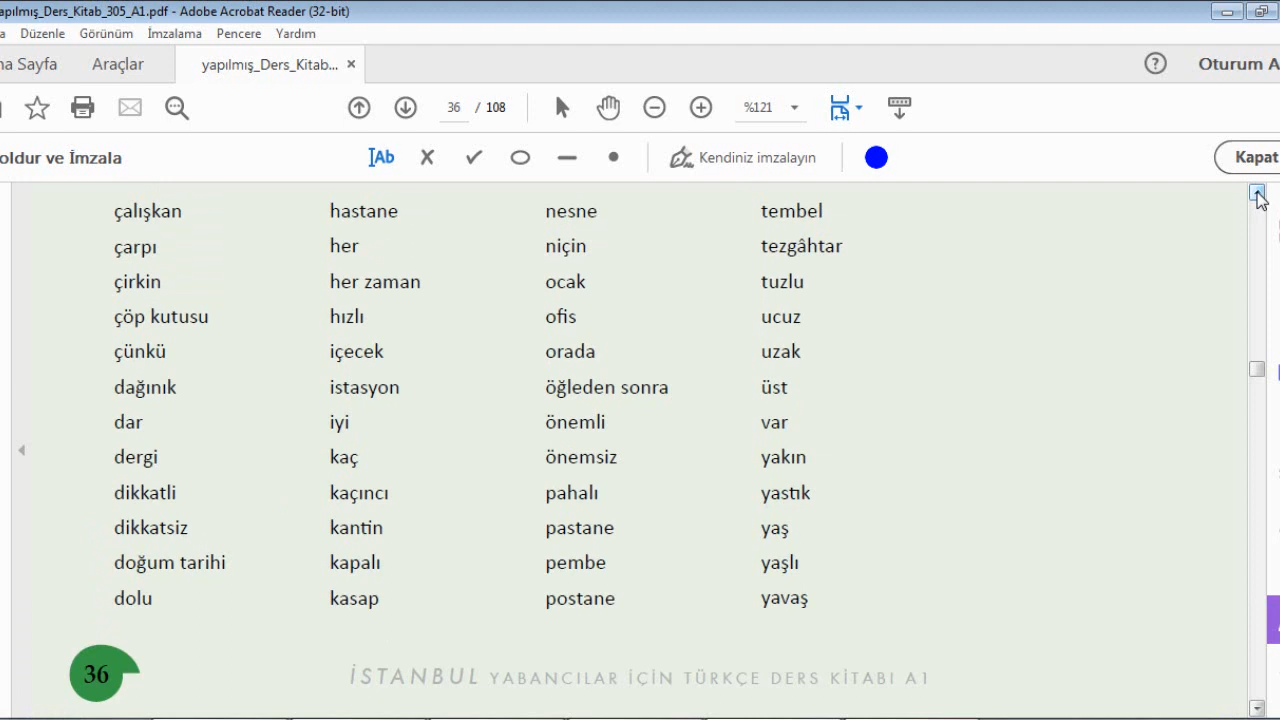 apılmış_Ders_Kitab_305_A1.pdf - Adobe Acrobat Reader (32-bit)
Düzenle Görünüm İmzalama Pencere Yardım
Sayfa Araçlar yapılmış_Ders_Kitab... × ? Oturum A
36 / 108 %121
oldur ve İmzala Ab Kendiniz imzalayın Kapat
çalışkan hastane nesne tembel
çarpı her niçin tezgâhtar
çirkin her zaman ocak tuzlu
çöp kutusu hızlı ofis ucuz
çünkü içecek orada uzak
dağınık istasyon öğleden sonra üst
dar iyi önemli var
dergi kaç önemsiz yakın
dikkatli kaçıncı pahalı yastık
dikkatsiz kantin pastane yaş
doğum tarihi kapalı pembe yaşlı
dolu kasap postane yavaş
36 İSTANBUL YABANCILAR İÇİN TÜRKÇE DERS KİTABI A1